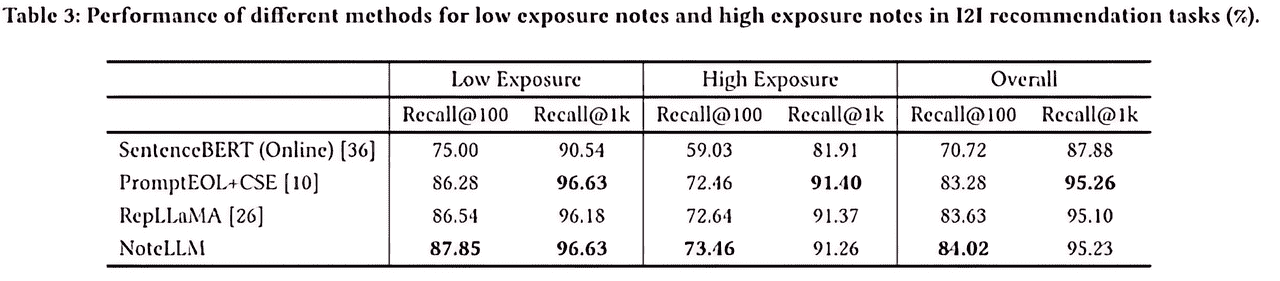 Table 3: Performance of different methods for low exposure notes and high exposure notes in I2I recommendation tasks (%).
Low Exposure High Exposure Overall
Recall@100 Recall@1k Recall@100 Recall@1k Recall@100 Recall@1k
SentenceBERT (Online) [36] 75.00 90.54 59.03 81.91 70.72 87.88
PromptEOL+CSE [10] 86.28 96.63 72.46 91.40 83.28 95.26
RepLLaMA [26] 86.54 96.18 72.64 91.37 83.63 95.10
NoteLLM 87.85 96.63 73.46 91.26 84.02 95.23